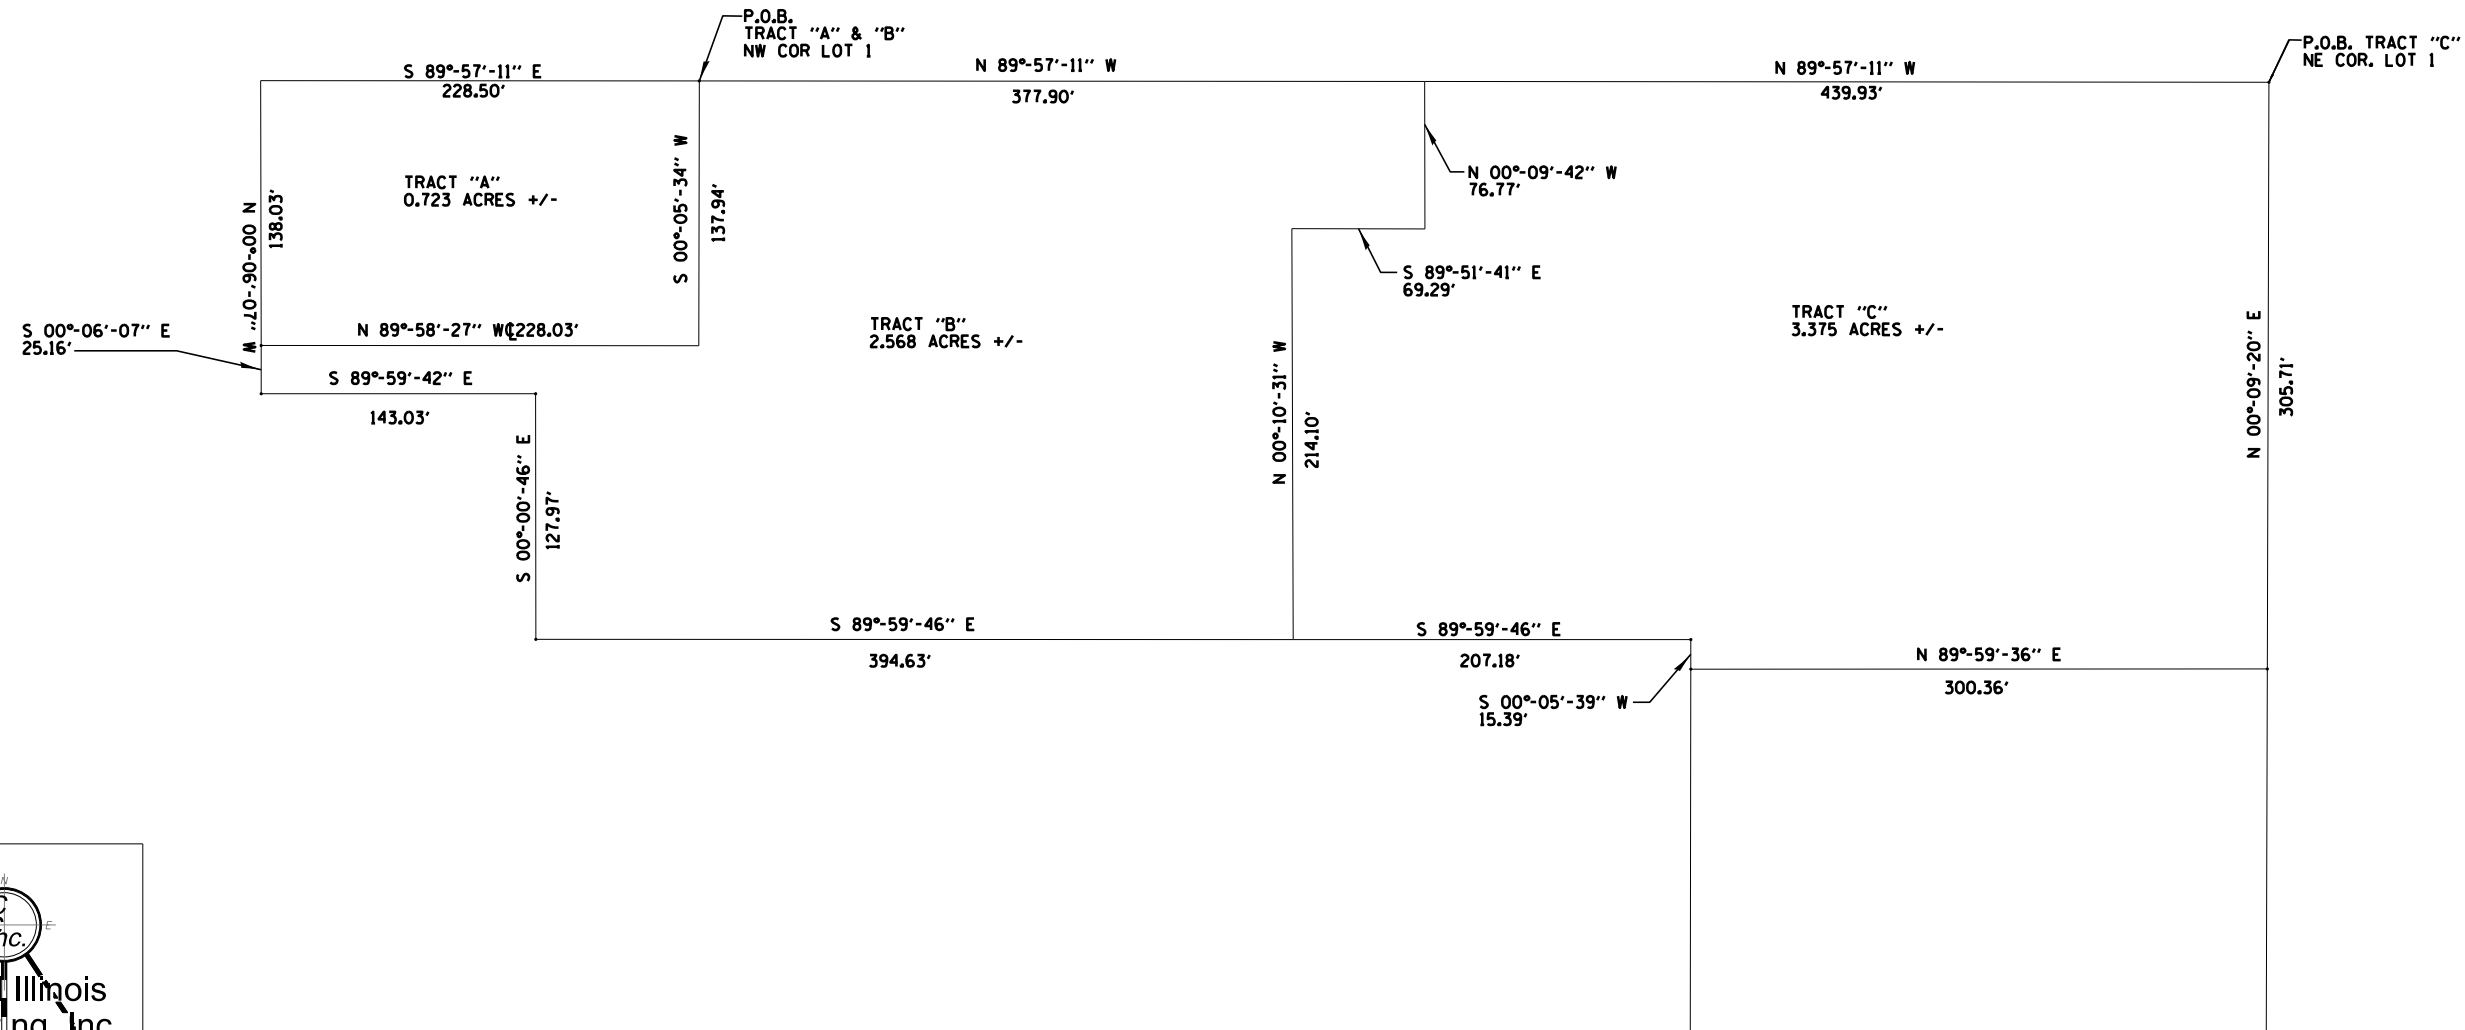 P.O.B.
TRACT "A" & "B"
NW COR LOT 1
P.O.B. TRACT "C"
NE COR. LOT 1
S 89°-57'-11" E
228.50'
N 89°-57'-11" W
377.90'
N 89°-57'-11" W
439.93'
TRACT "A"
0.723 ACRES +/-
N 00°-06'-07" W
138.03'
S 00°-05'-34" W
137.94'
N 00°-09'-42" W
76.77'
S 89°-51'-41" E
69.29'
TRACT "B"
2.568 ACRES +/-
TRACT "C"
3.375 ACRES +/-
S 00°-06'-07" E
25.16'
N 89°-58'-27" W℄228.03'
S 89°-59'-42" E
143.03'
S 00°-00'-46" E
127.97'
N 00°-10'-31" W
214.10'
N 00°-09'-20" E
305.71'
S 89°-59'-46" E
394.63'
S 89°-59'-46" E
207.18'
S 00°-05'-39" W
15.39'
N 89°-59'-36" E
300.36'
N
E
Illinois